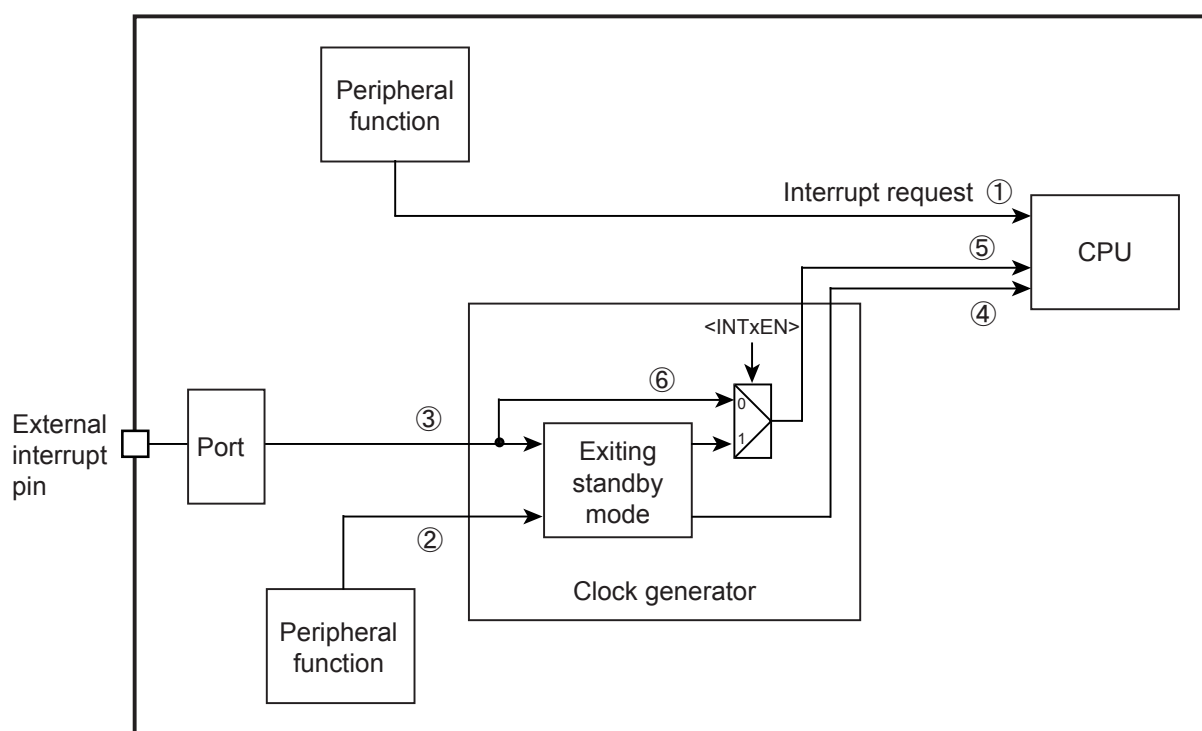 Peripheral
function
Interrupt request ①
CPU
⑤
④
<INTxEN>
⑥
0
1
③
External
interrupt
pin
Port
Exiting
standby
mode
②
Clock generator
Peripheral
function